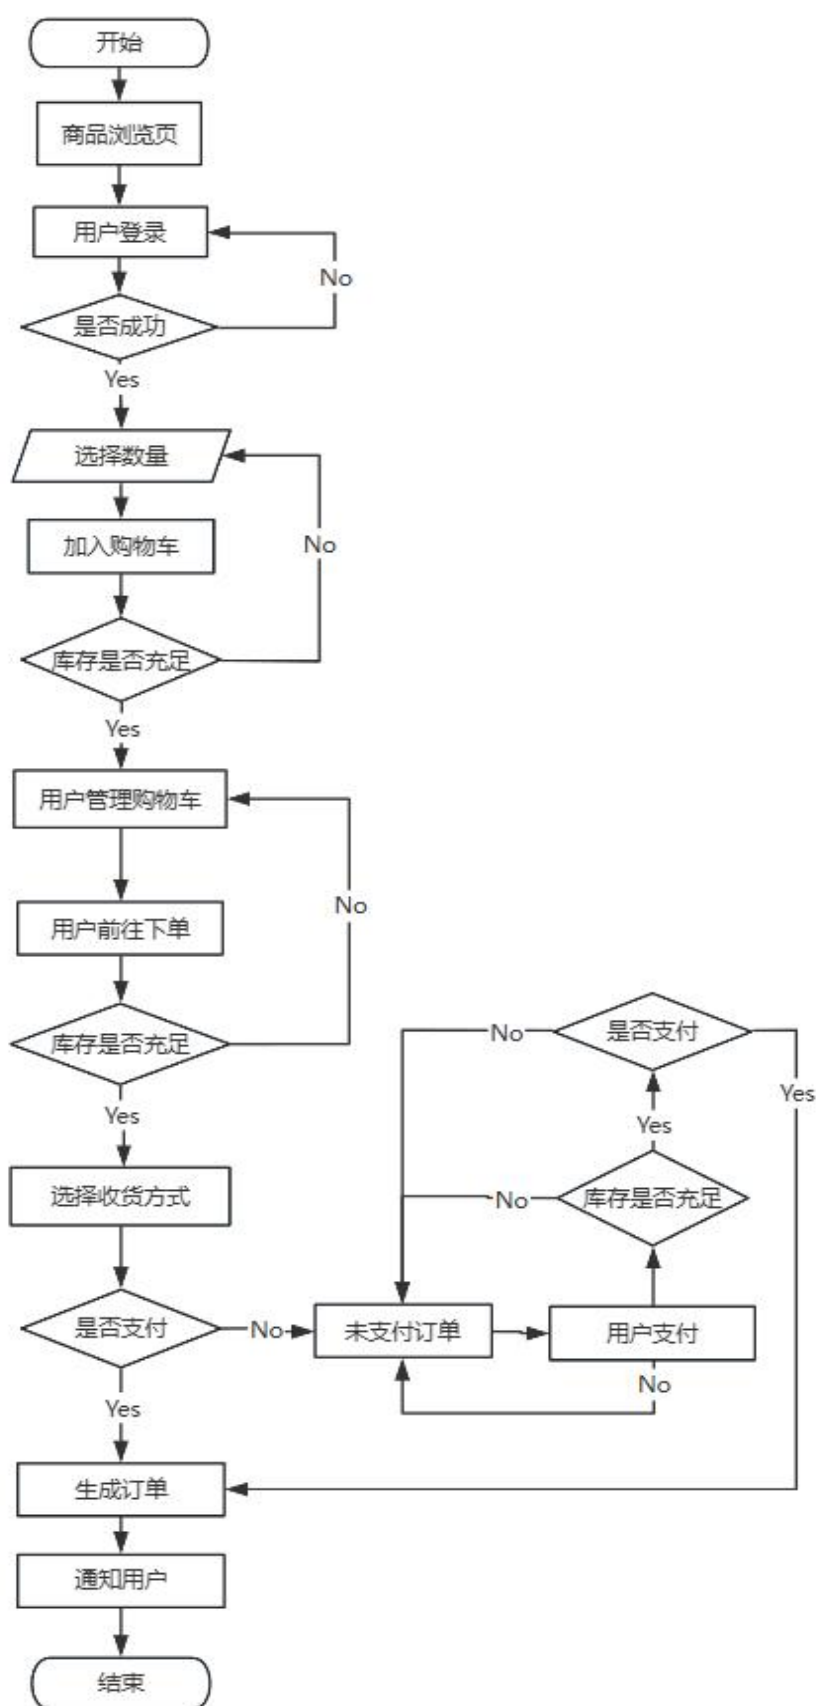 开始
商品浏览页
用户登录
No
是否成功
Yes
选择数量
加入购物车
No
库存是否充足
Yes
用户管理购物车
No
用户前往下单
库存是否充足
Yes
选择收货方式
是否支付
No
未支付订单
用户支付
No
库存是否充足
No
Yes
是否支付
No
Yes
Yes
生成订单
通知用户
结束